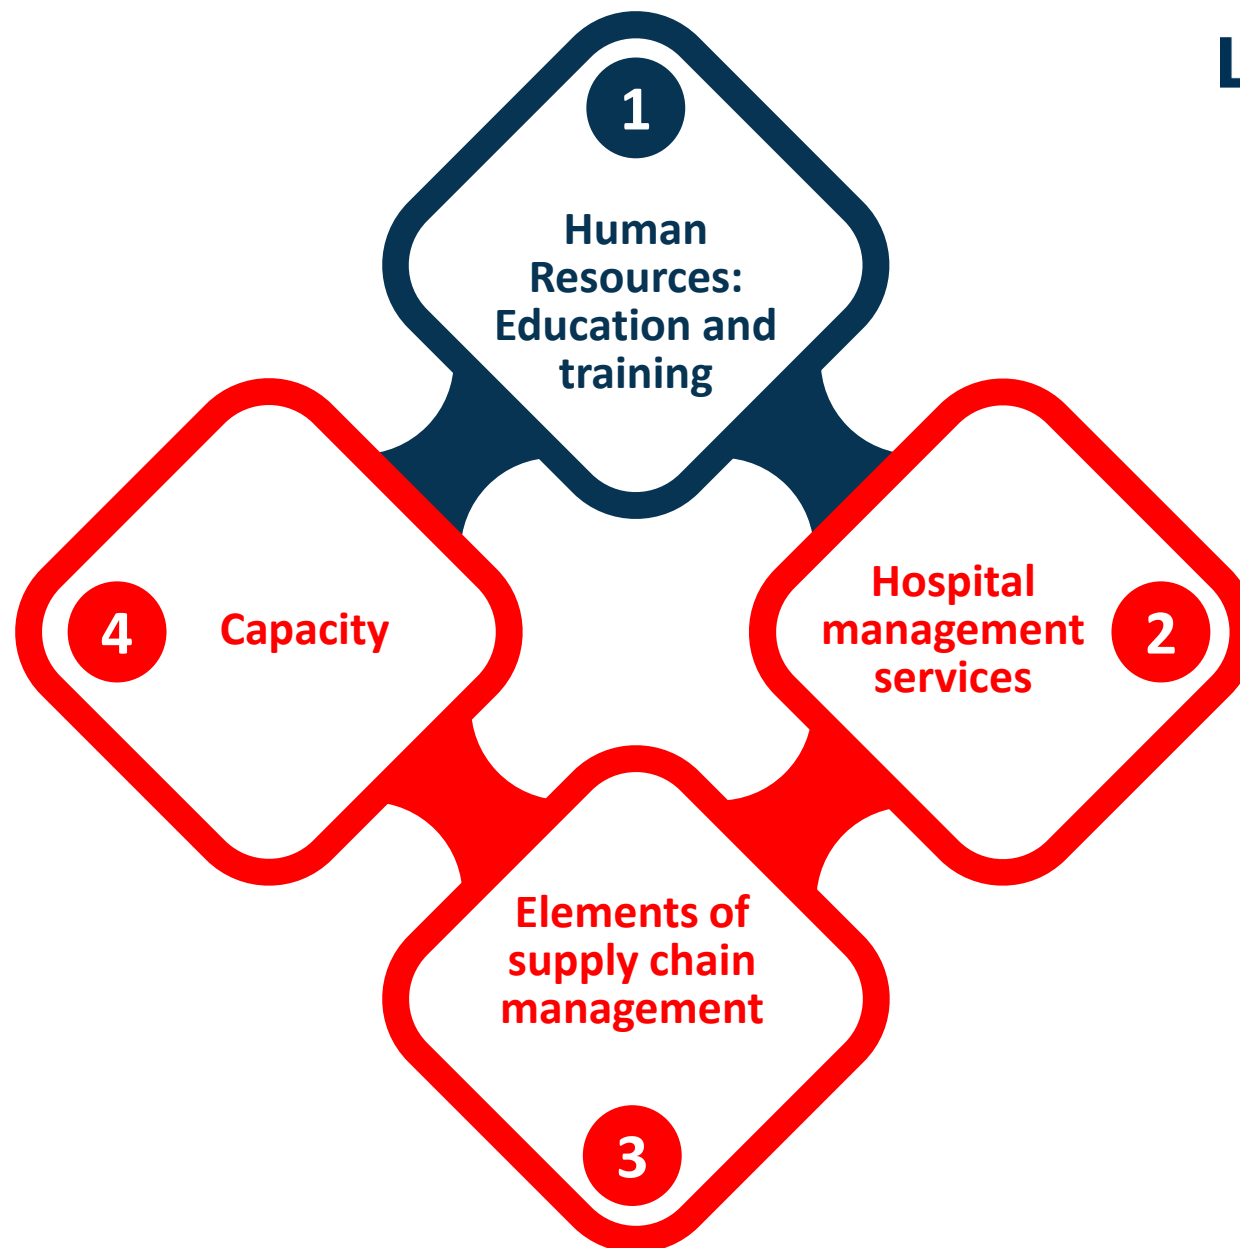 L
1
Human
Resources:
Education and
training
Hospital
management
services
2
4
Capacity
Elements of
supply chain
management
3